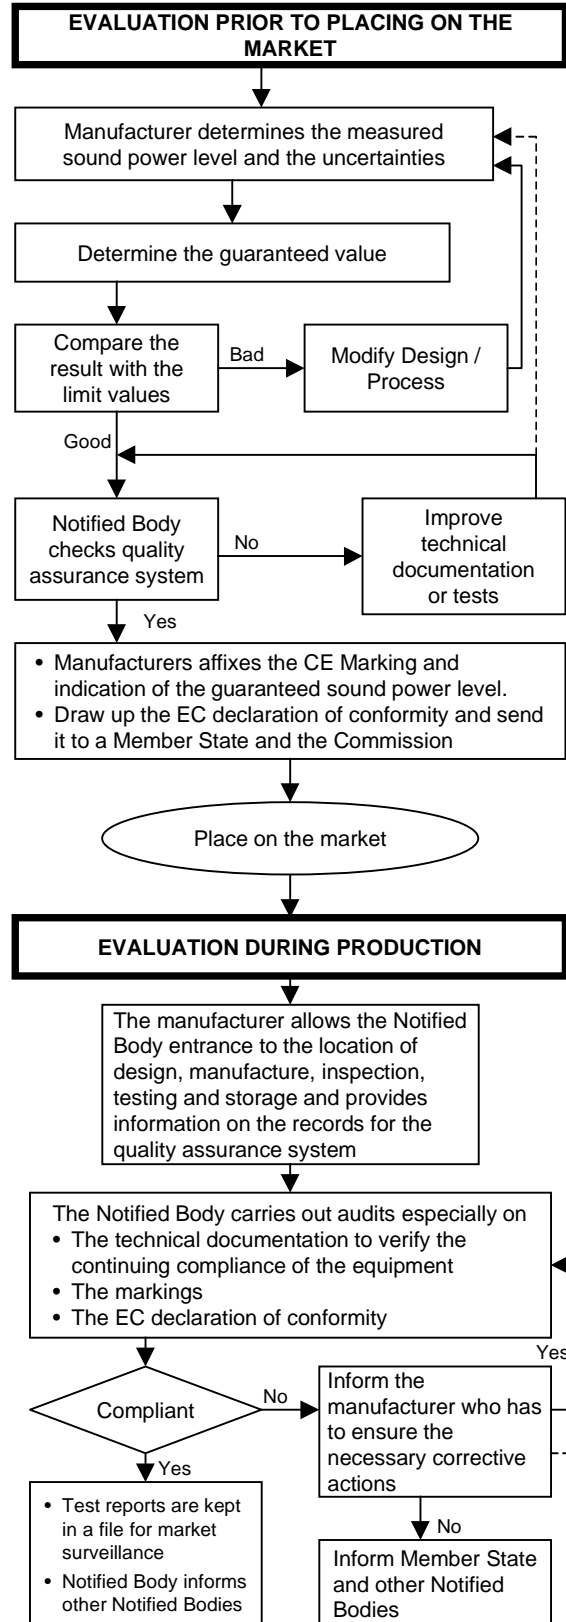 EVALUATION PRIOR TO PLACING ON THE
MARKET
Manufacturer determines the measured
sound power level and the uncertainties
Determine the guaranteed value
Compare the
result with the
limit values
Bad
Modify Design /
Process
Good
Notified Body
checks quality
assurance system
No
Improve
technical
documentation
or tests
Yes
• Manufacturers affixes the CE Marking and
indication of the guaranteed sound power level.
• Draw up the EC declaration of conformity and send
it to a Member State and the Commission
Place on the market
EVALUATION DURING PRODUCTION
The manufacturer allows the Notified
Body entrance to the location of
design, manufacture, inspection,
testing and storage and provides
information on the records for the
quality assurance system
The Notified Body carries out audits especially on
• The technical documentation to verify the
continuing compliance of the equipment
• The markings
• The EC declaration of conformity
Yes
Compliant
No
Inform the
manufacturer who has
to ensure the
necessary corrective
actions
Yes
• Test reports are kept
in a file for market
surveillance
• Notified Body informs
other Notified Bodies
No
Inform Member State
and other Notified
Bodies